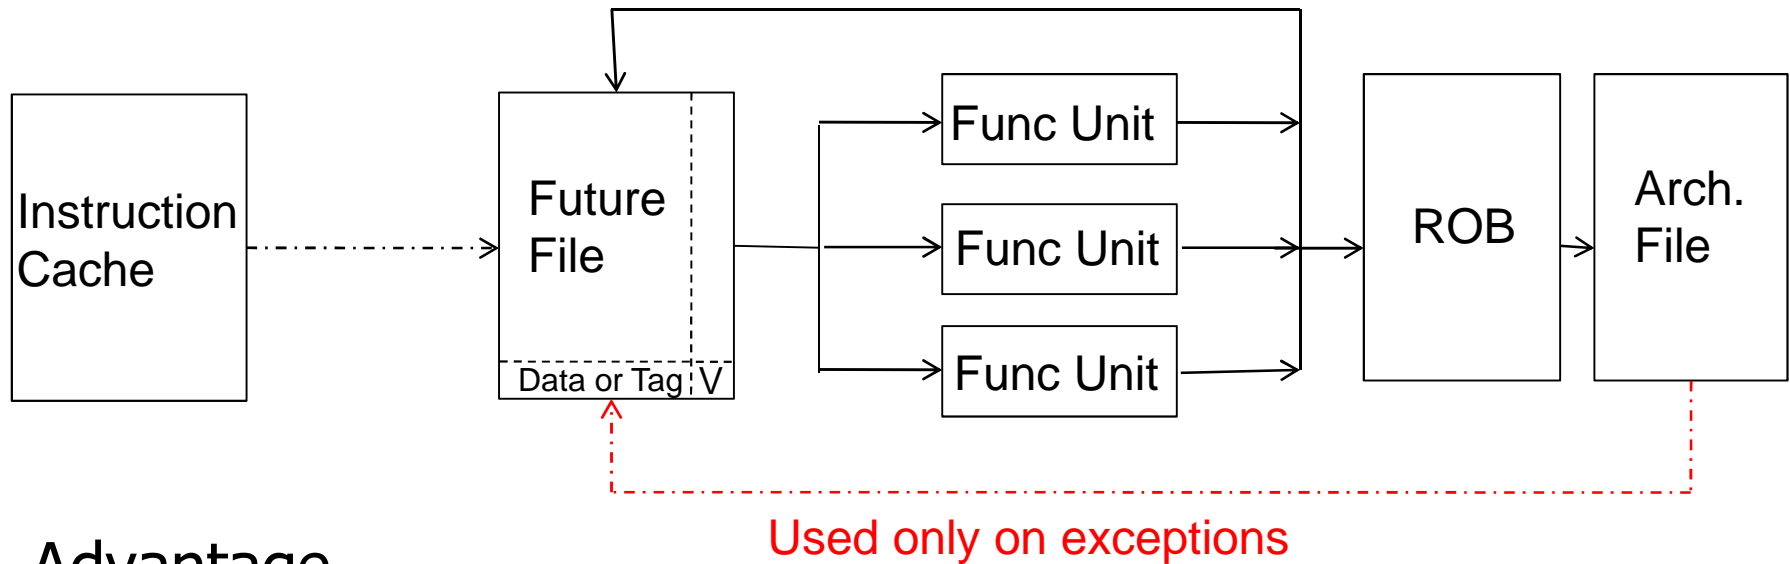 Instruction
Cache
Future
File
Data or Tag V
Func Unit
Func Unit
Func Unit
ROB
Arch.
File
Used only on exceptions
Advantage